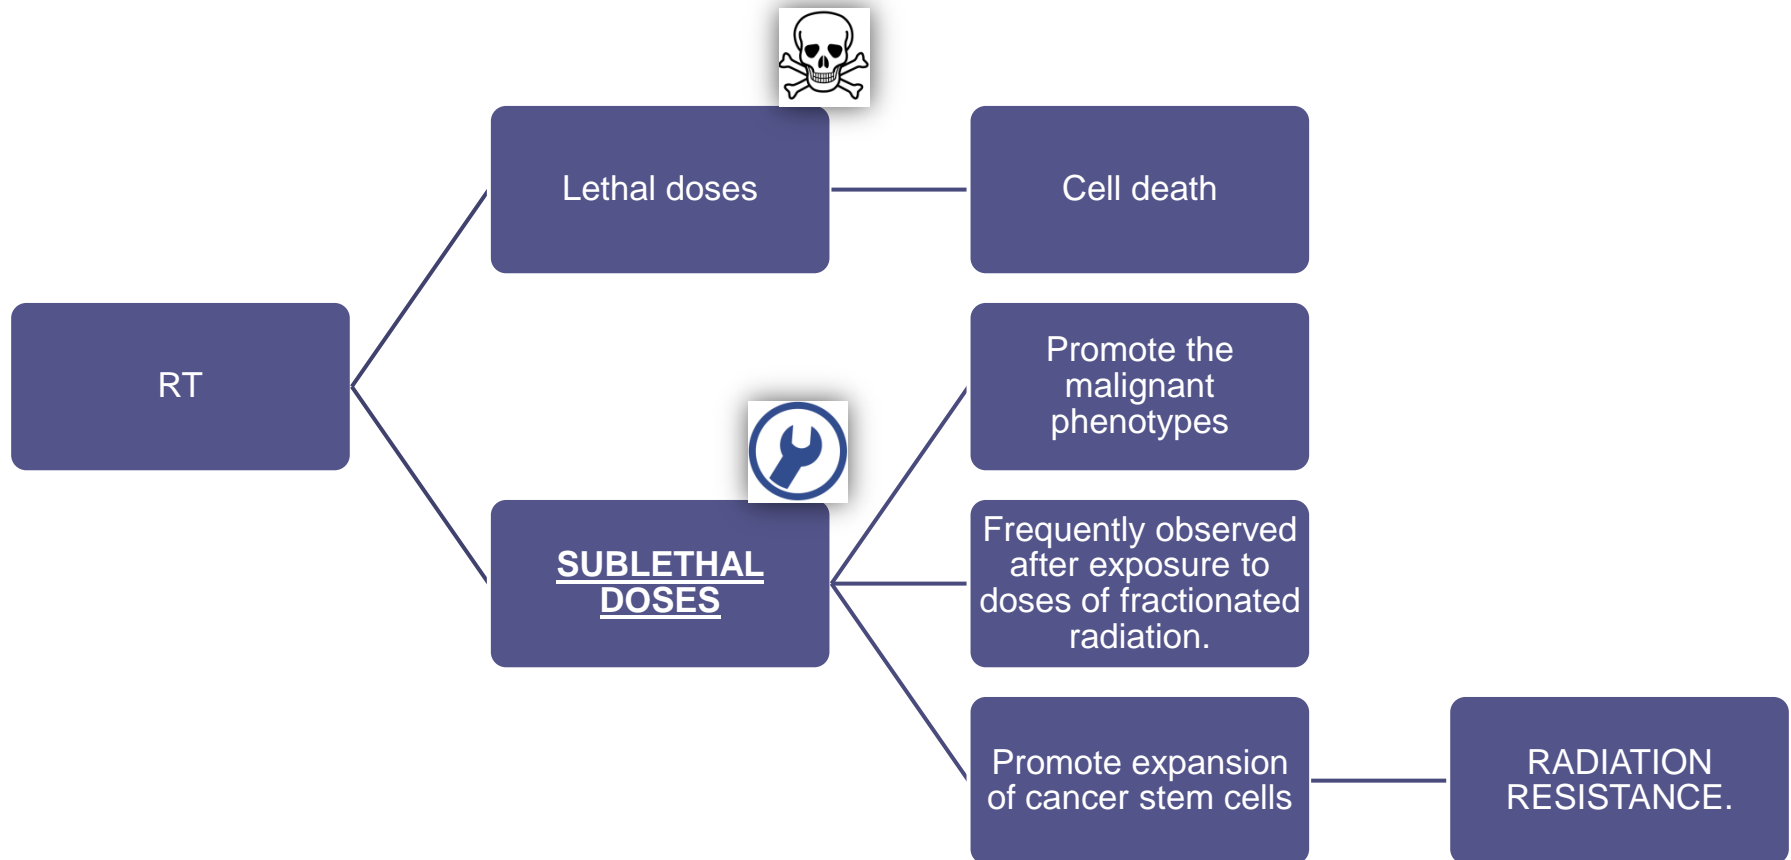 Lethal doses
Cell death
RT
Promote the
malignant
phenotypes
SUBLETHAL
DOSES
Frequently observed
after exposure to
doses of fractionated
radiation.
Promote expansion
of cancer stem cells
RADIATION
RESISTANCE.